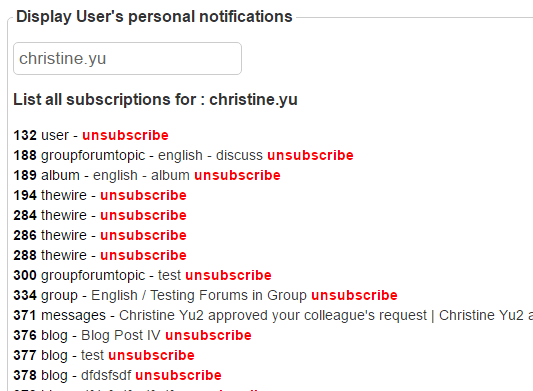 Display User's personal notifications
christine.yu
List all subscriptions for : christine.yu
132 user - unsubscribe
188 groupforumtopic - english - discuss unsubscribe
189 album - english - album unsubscribe
194 thewire - unsubscribe
284 thewire - unsubscribe
286 thewire - unsubscribe
288 thewire - unsubscribe
300 groupforumtopic - test unsubscribe
334 group - English / Testing Forums in Group unsubscribe
371 messages - Christine Yu2 approved your colleague's request | Christine Yu2 a
376 blog - Blog Post IV unsubscribe
377 blog - test unsubscribe
378 blog - dfdsfsdf unsubscribe